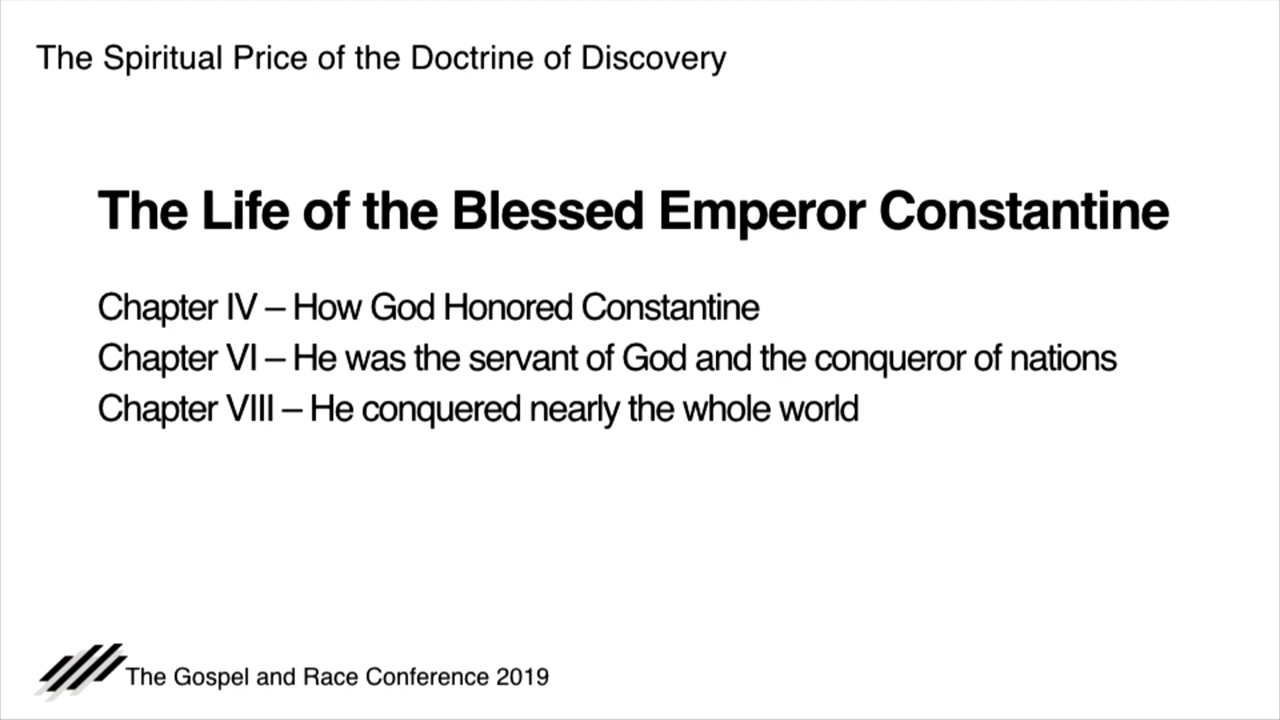 The Spiritual Price of the Doctrine of Discovery
The Life of the Blessed Emperor Constantine
Chapter IV – How God Honored Constantine
Chapter VI – He was the servant of God and the conqueror of nations
Chapter VIII – He conquered nearly the whole world
The Gospel and Race Conference 2019